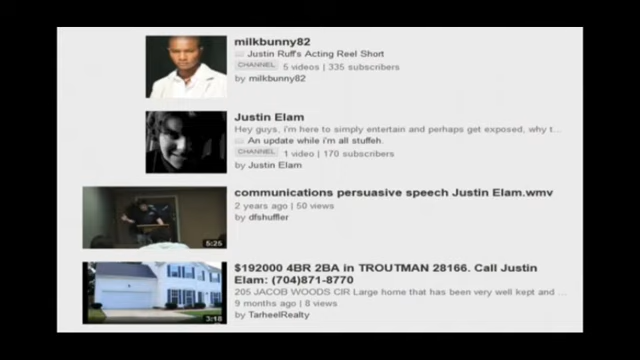 milkbunny82
Justin Ruff's Acting Reel Short
CHANNEL 5 videos | 335 subscribers
by milkbunny82
Justin Elam
Hey guys, i'm here to simply entertain and perhaps get exposed, why t...
An update while i'm all stuffeh.
CHANNEL 1 video | 170 subscribers
by Justin Elam
communications persuasive speech Justin Elam.wmv
2 years ago | 50 views
by dfshuffler
5:25
$192000 4BR 2BA in TROUTMAN 28166. Call Justin
Elam: (704)871-8770
205 JACOB WOODS CIR Large home that has been very well kept and ...
9 months ago | 8 views
by TarheelRealty
3:18